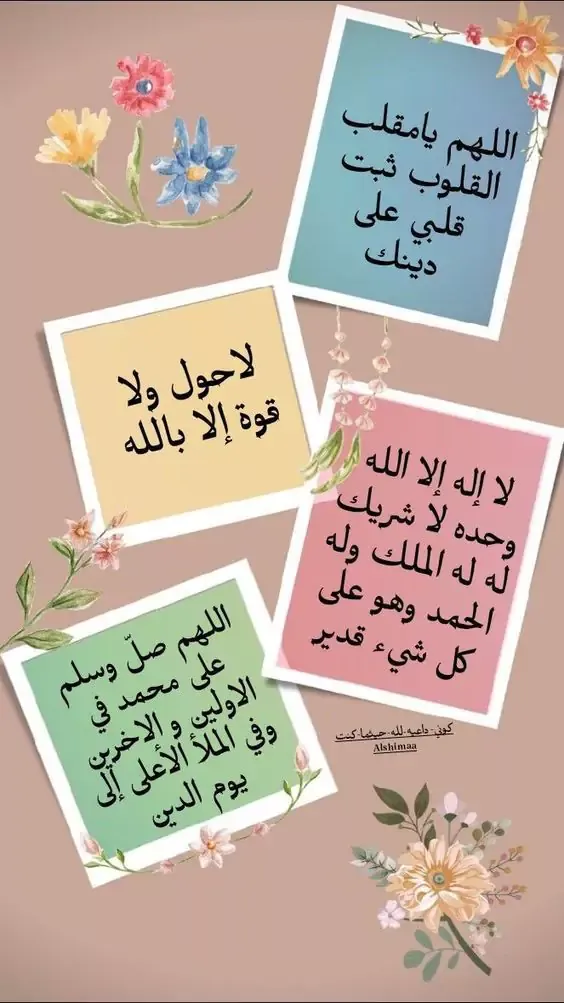 اللهم يامقلب
القلوب ثبت
قلبي على
دينك
لاحول ولا
قوة إلا بالله
لا إله إلا الله
وحده لا شريك
له له الملك وله
الحمد وهو على
كل شيء قدير
اللهم صلّ وسلم
على محمد في
الاولين و الاخرين
وفي الملأ الأعلى إلى
يوم الدين
كوني-داعيه-لله-حيثما-كنت
Alshimaa